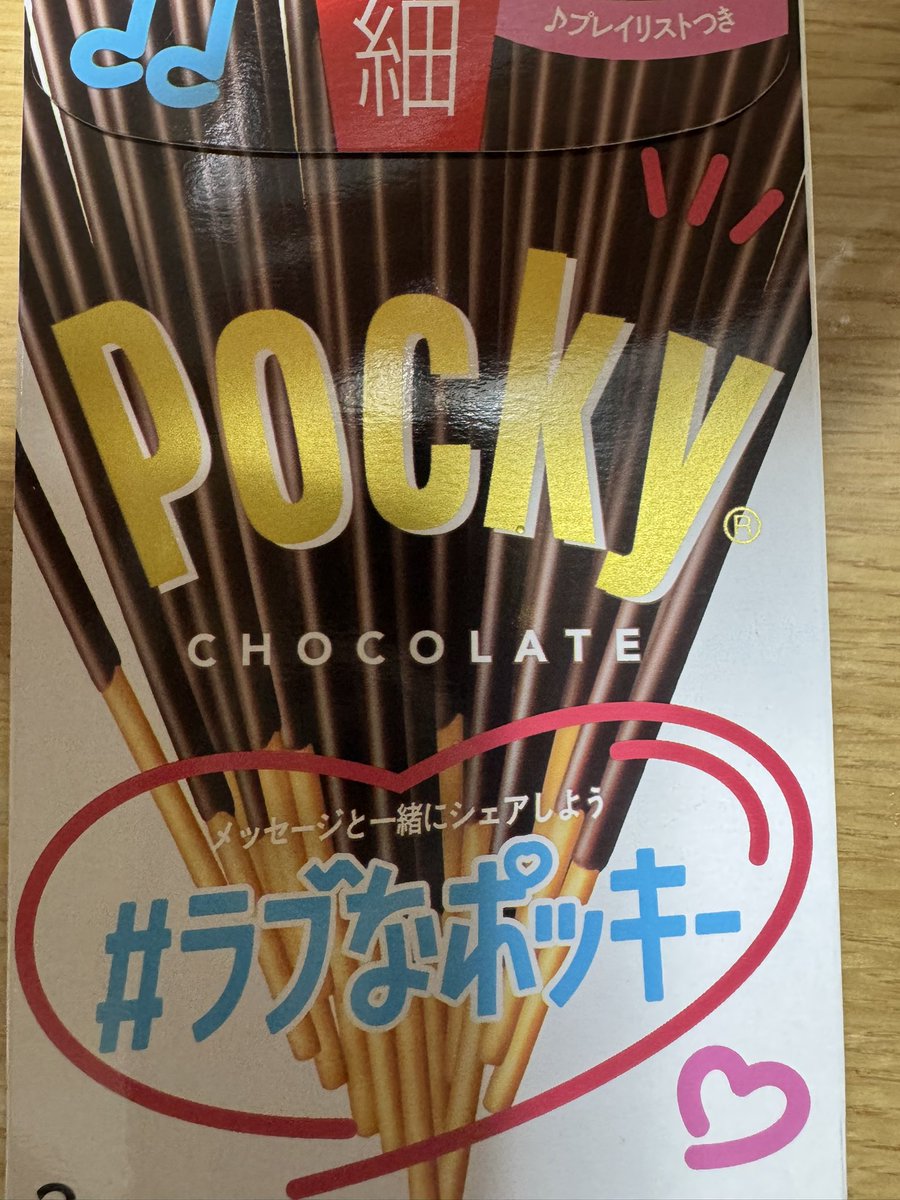 細
♪プレイリストつき
Pocky®
CHOCOLATE
メッセージと一緒にシェアしよう
#ラブなポッキー